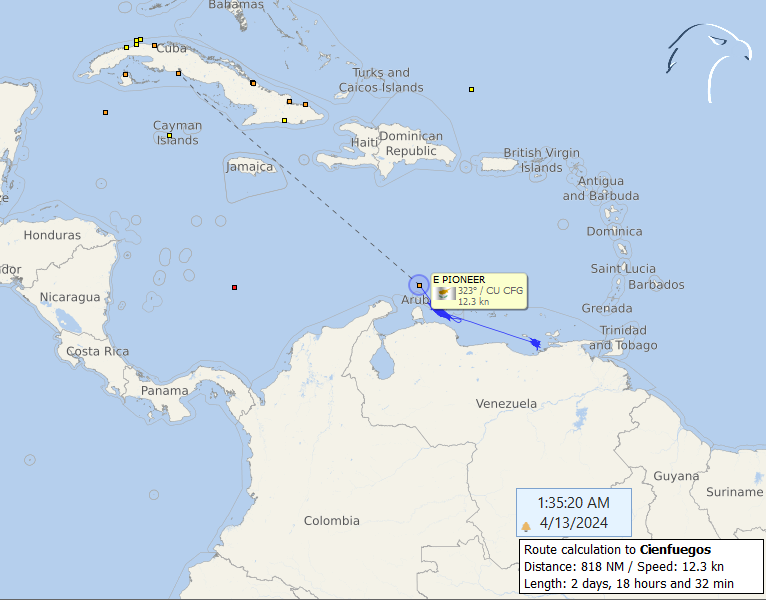 Bahamas
Cuba
Turks and
Caicos Islands
Cayman
Islands
Haiti
Dominican
Republic
British Virgin
Islands
Jamaica
Antigua
and Barbuda
Dominica
Honduras
Saint Lucia
Barbados
E PIONEER
323° / CU CFG
12.3 kn
Nicaragua
Grenada
Trinidad
and Tobago
Costa Rica
Panama
Venezuela
Guyana
Suriname
Colombia
1:35:20 AM
4/13/2024
Route calculation to Cienfuegos
Distance: 818 NM / Speed: 12.3 kn
Length: 2 days, 18 hours and 32 min